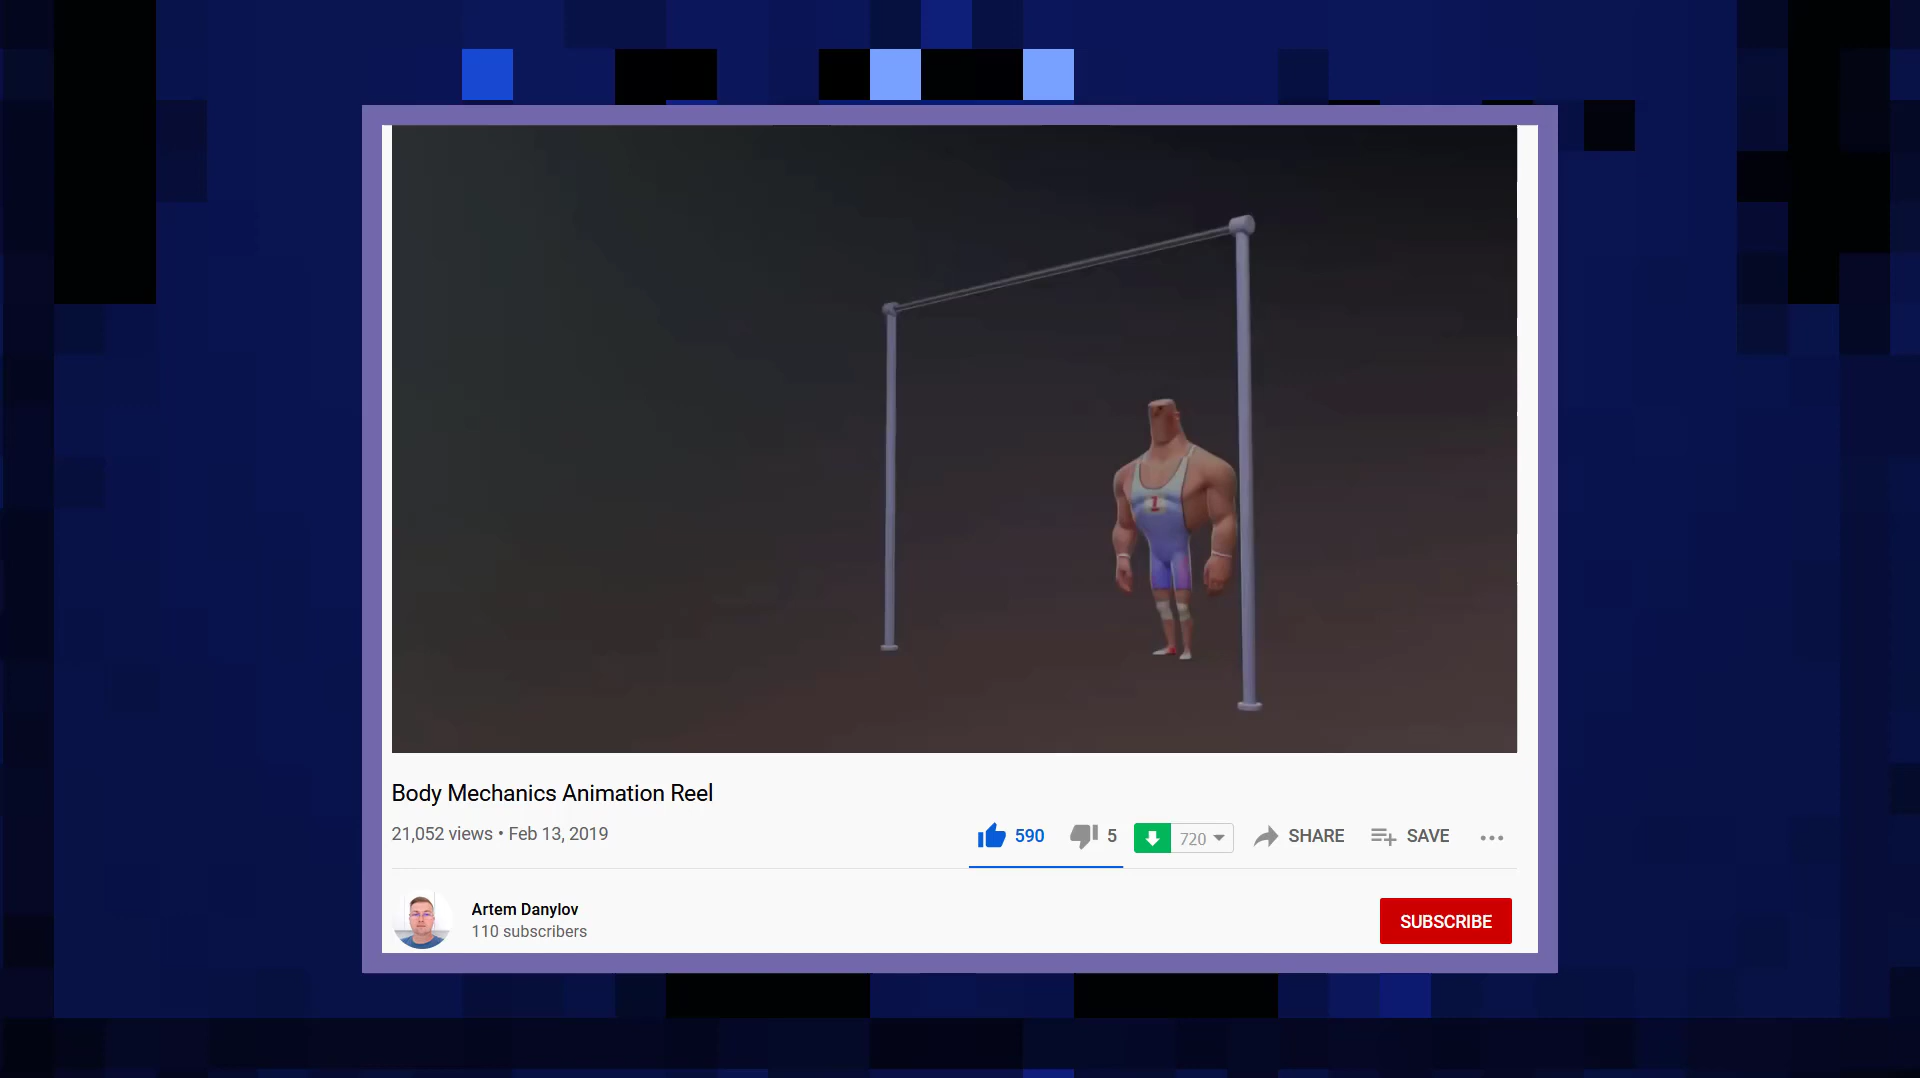 1
Body Mechanics Animation Reel
21,052 views • Feb 13, 2019
590 5 720 SHARE SAVE
Artem Danylov
110 subscribers
SUBSCRIBE